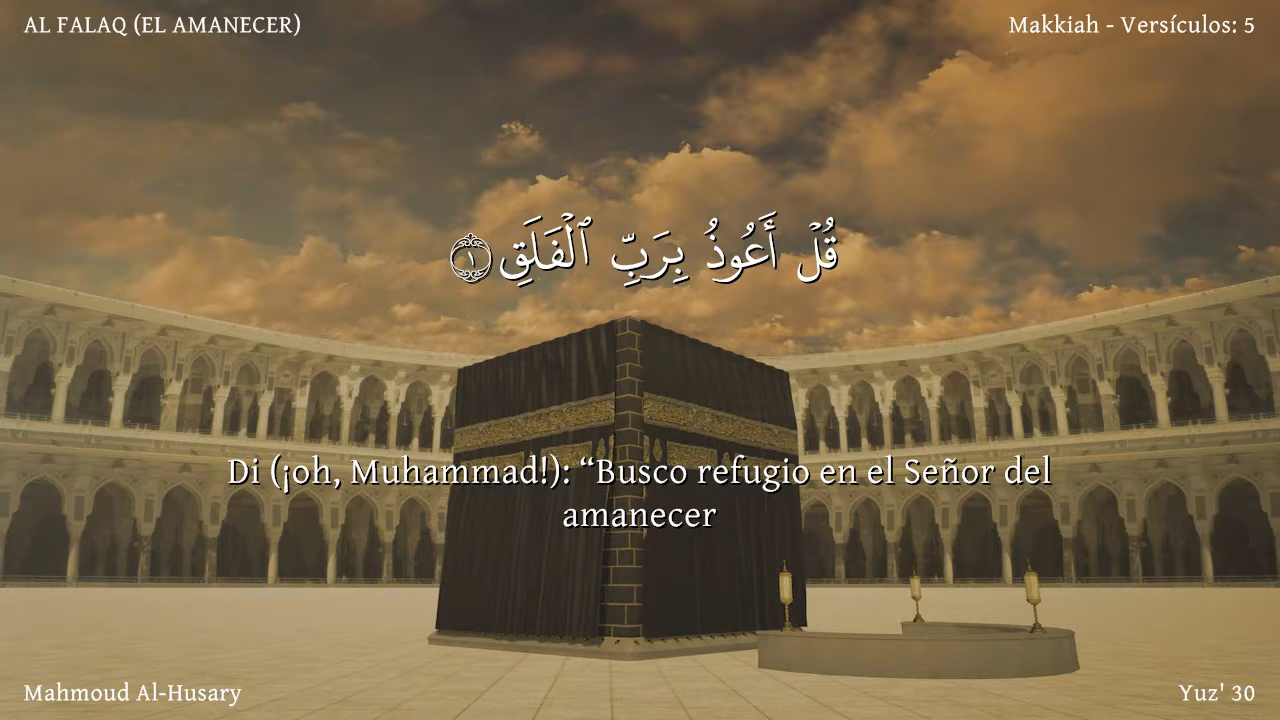 AL FALAQ (EL AMANECER)
Makkiah - Versículos: 5
قُلۡ أَعُوذُ بِرَبِّ ٱلۡفَلَقِ ١
Di (¡oh, Muhammad!): “Busco refugio en el Señor del
amanecer
Mahmoud Al-Husary
Yuz' 30